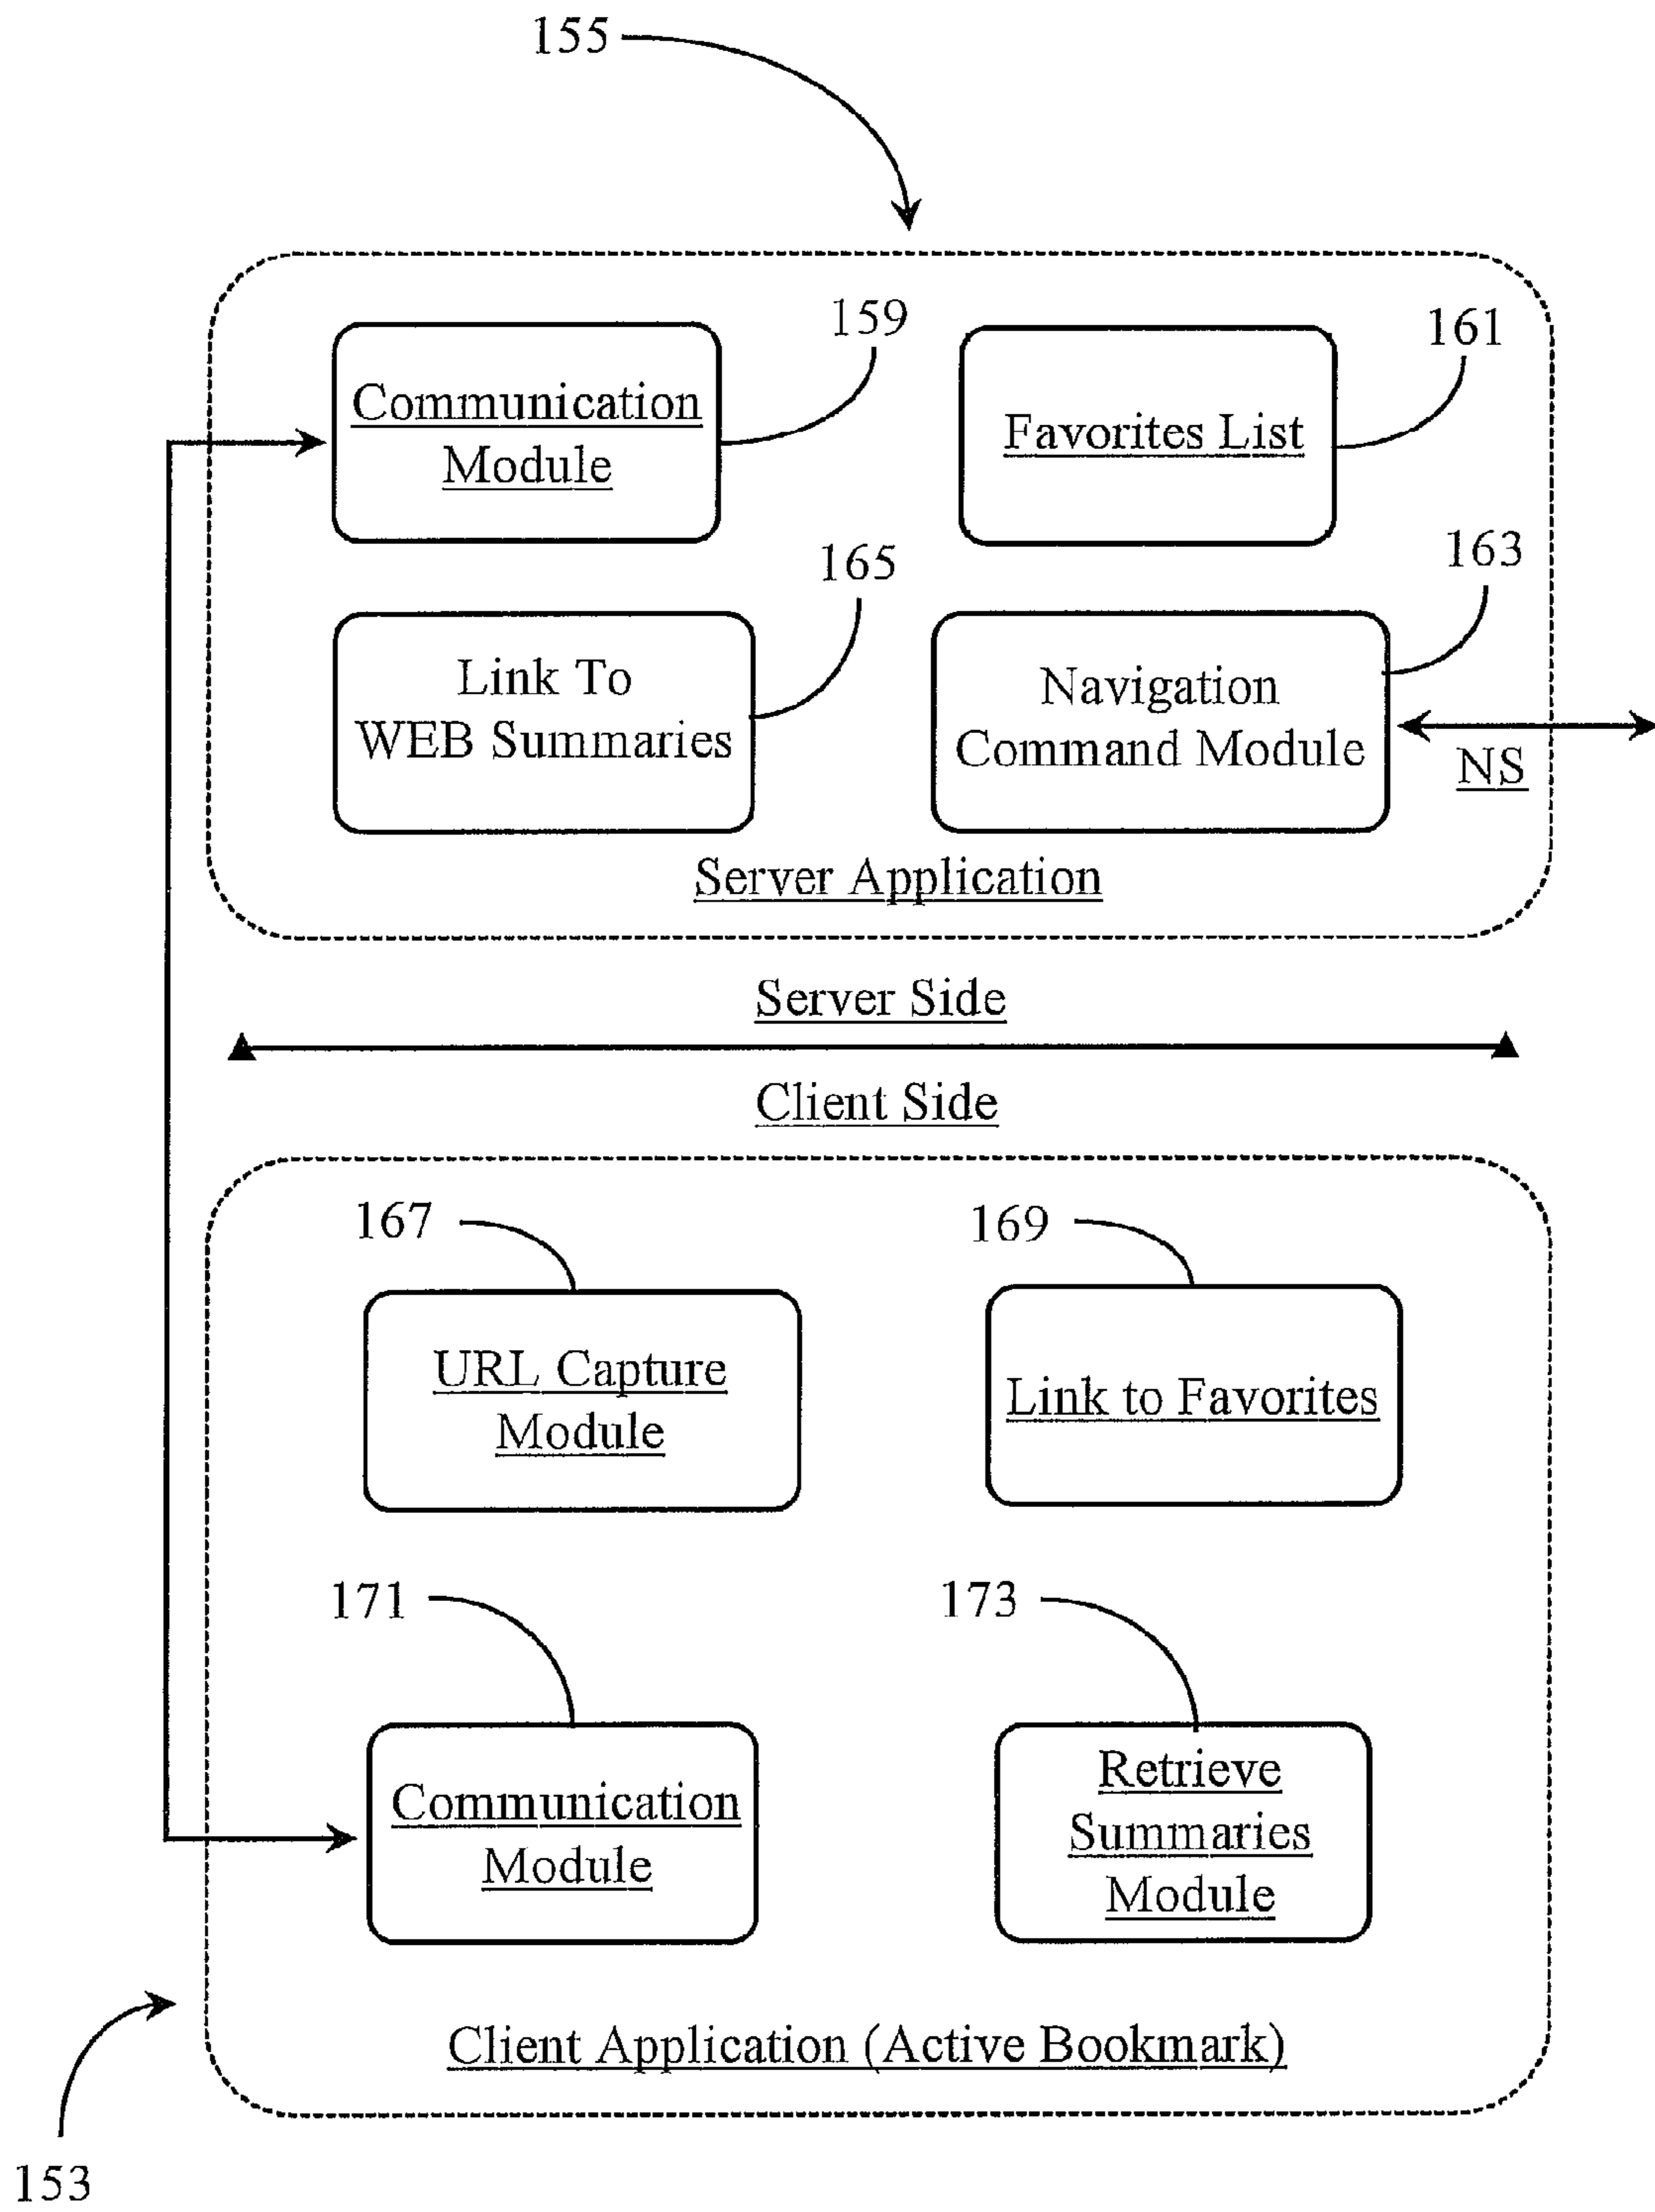 155
159
161
Communication
Module
Favorites List
165
163
Link To
WEB Summaries
Navigation
Command Module
NS
Server Application
Server Side
Client Side
167
169
URL Capture
Module
Link to Favorites
171
173
Communication
Module
Retrieve
Summaries
Module
Client Application (Active Bookmark)
153